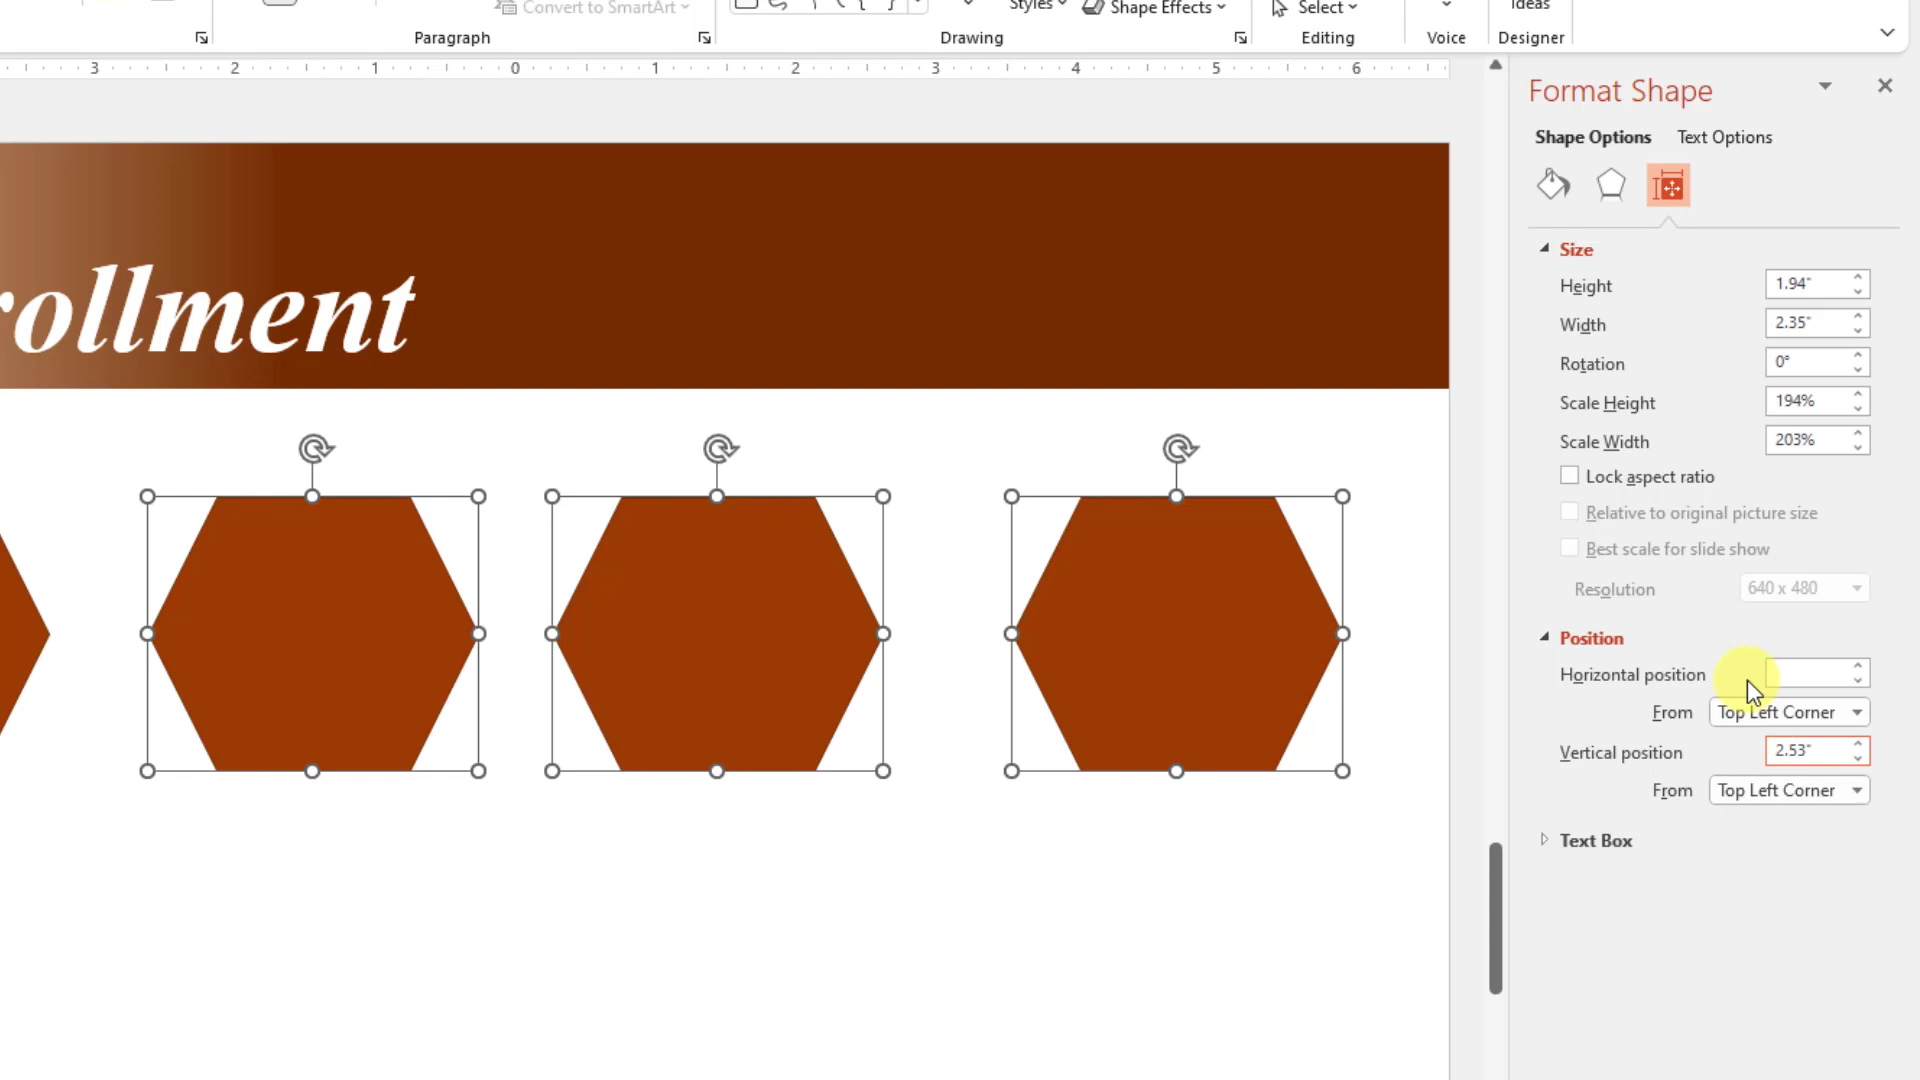 Convert to SmartArt
Styles
Shape Effects
Select
Ideas
Paragraph
Drawing
Editing
Voice
Designer
3 2 1 0 1 2 3 4 5 6
Format Shape
Shape Options Text Options
Size
Height 1.94"
Width 2.35"
Rotation 0°
Scale Height 194%
Scale Width 203%
Lock aspect ratio
Relative to original picture size
Best scale for slide show
Resolution 640 x 480
Position
Horizontal position
From Top Left Corner
Vertical position 2.53"
From Top Left Corner
Text Box
rollment